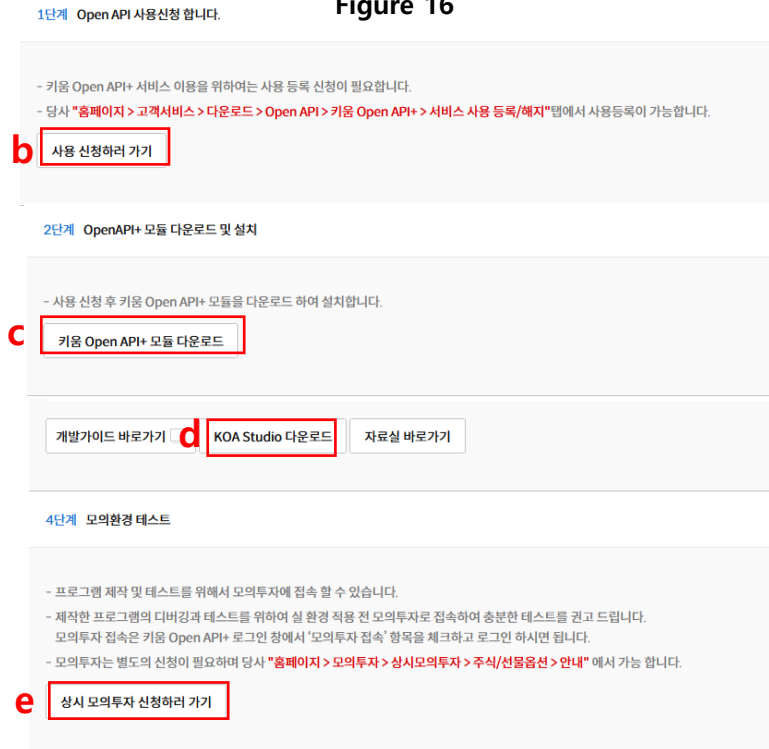 Figure 16
1단계 Open API 사용신청 합니다.
- 키움 Open API+ 서비스 이용을 위하여는 사용 등록 신청이 필요합니다.
- 당사 "홈페이지 > 고객서비스 > 다운로드 > Open API > 키움 Open API+ > 서비스 사용 등록/해지"탭에서 사용등록이 가능합니다.
b 사용 신청하러 가기
2단계 OpenAPI+ 모듈 다운로드 및 설치
- 사용 신청 후 키움 Open API+ 모듈을 다운로드 하여 설치합니다.
c 키움 Open API+ 모듈 다운로드
개발가이드 바로가기 d KOA Studio 다운로드 자료실 바로가기
4단계 모의환경 테스트
- 프로그램 제작 및 테스트를 위해서 모의투자에 접속 할 수 있습니다.
- 제작한 프로그램의 디버깅과 테스트를 위하여 실 환경 적용 전 모의투자로 접속하여 충분한 테스트를 권고 드립니다.
모의투자 접속은 키움 Open API+ 로그인 창에서 ‘모의투자 접속’ 항목을 체크하고 로그인 하시면 됩니다.
- 모의투자는 별도의 신청이 필요하며 당사 "홈페이지 > 모의투자 > 상시모의투자 > 주식/선물옵션 > 안내" 에서 가능 합니다.
e 상시 모의투자 신청하러 가기